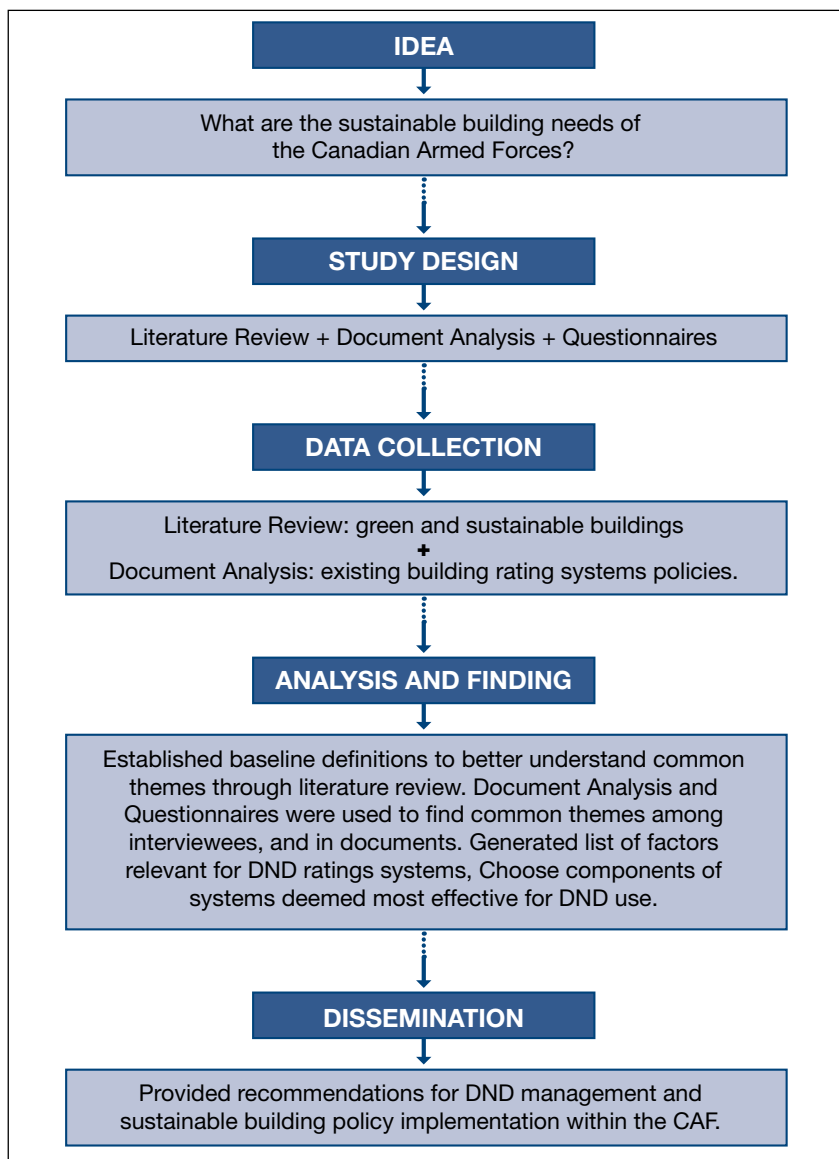 IDEA
What are the sustainable building needs of
the Canadian Armed Forces?
STUDY DESIGN
Literature Review + Document Analysis + Questionnaires
DATA COLLECTION
Literature Review: green and sustainable buildings
+
Document Analysis: existing building rating systems policies.
ANALYSIS AND FINDING
Established baseline definitions to better understand common
themes through literature review. Document Analysis and
Questionnaires were used to find common themes among
interviewees, and in documents. Generated list of factors
relevant for DND ratings systems, Choose components of
systems deemed most effective for DND use.
DISSEMINATION
Provided recommendations for DND management and
sustainable building policy implementation within the CAF.